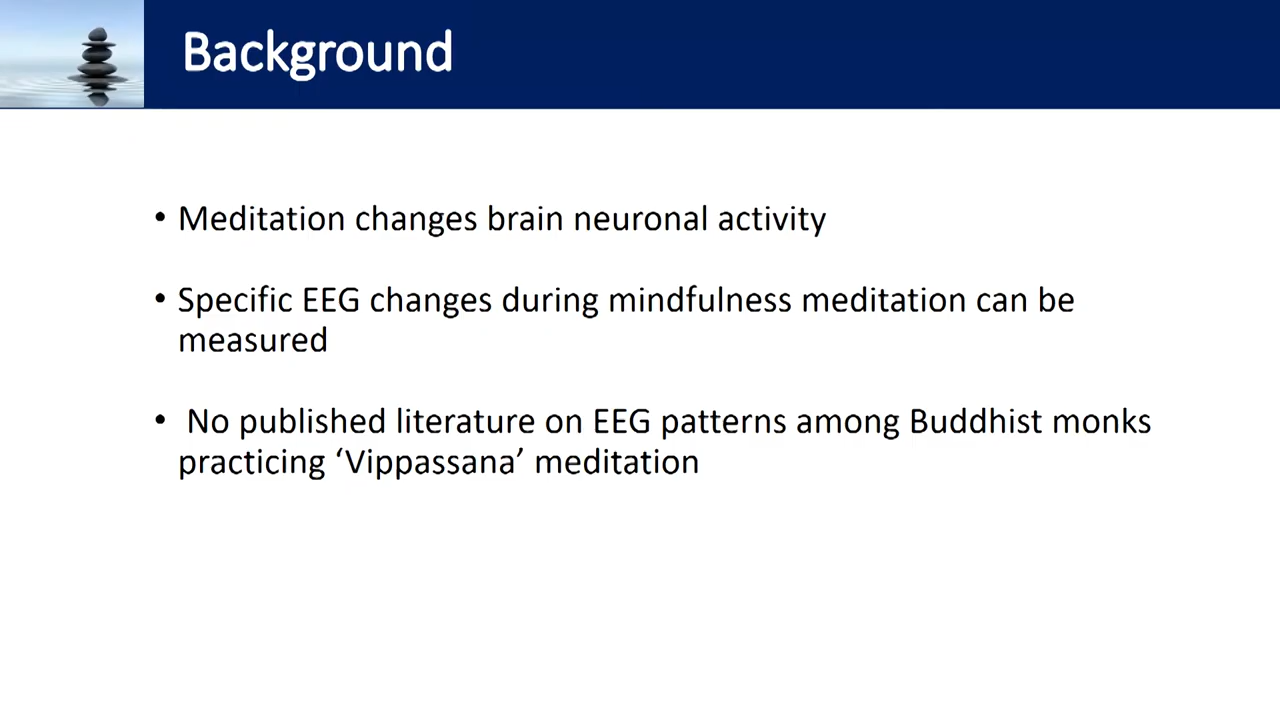 Background
• Meditation changes brain neuronal activity
• Specific EEG changes during mindfulness meditation can be
measured
• No published literature on EEG patterns among Buddhist monks
practicing ‘Vippassana’ meditation